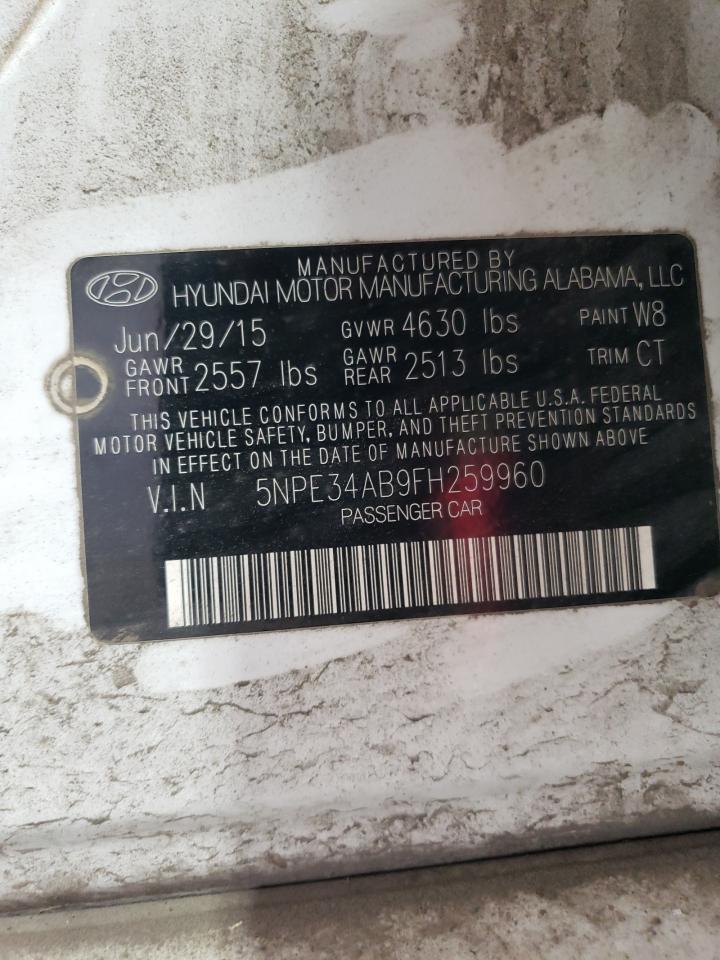 MANUFACTURED BY
HYUNDAI MOTOR MANUFACTURING ALABAMA, LLC
Jun/29/15 GVWR 4630 lbs PAINT W8
GAWR FRONT 2557 lbs GAWR REAR 2513 lbs TRIM CT
THIS VEHICLE CONFORMS TO ALL APPLICABLE U.S.A. FEDERAL
MOTOR VEHICLE SAFETY, BUMPER, AND THEFT PREVENTION STANDARDS
IN EFFECT ON THE DATE OF MANUFACTURE SHOWN ABOVE
V.I.N 5NPE34AB9FH259960
PASSENGER CAR